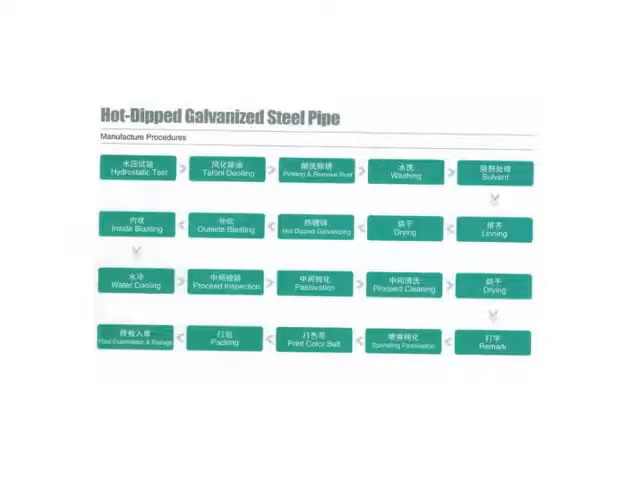 Hot-Dipped Galvanized Steel Pipe
Manufacture Procedures
水压试验
Hydrostatic Test
风化除油
Tafont Deoiling
酸洗除锈
Pickling & Remove Rust
水洗
Washing
溶剂处理
Solvent
内吹
Inside Blasting
外吹
Outside Blasting
热镀锌
Hot Dipped Galvanizing
烘干
Drying
排齐
Linning
水冷
Water Cooling
中间检验
Proceed Inspection
中间钝化
Passivation
中间清洗
Proceed Cleaning
烘干
Drying
终检入库
Final Examination & Storage
打包
Packing
月色带
Print Color Belt
喷淋钝化
Sponging Passivation
打字
Remark